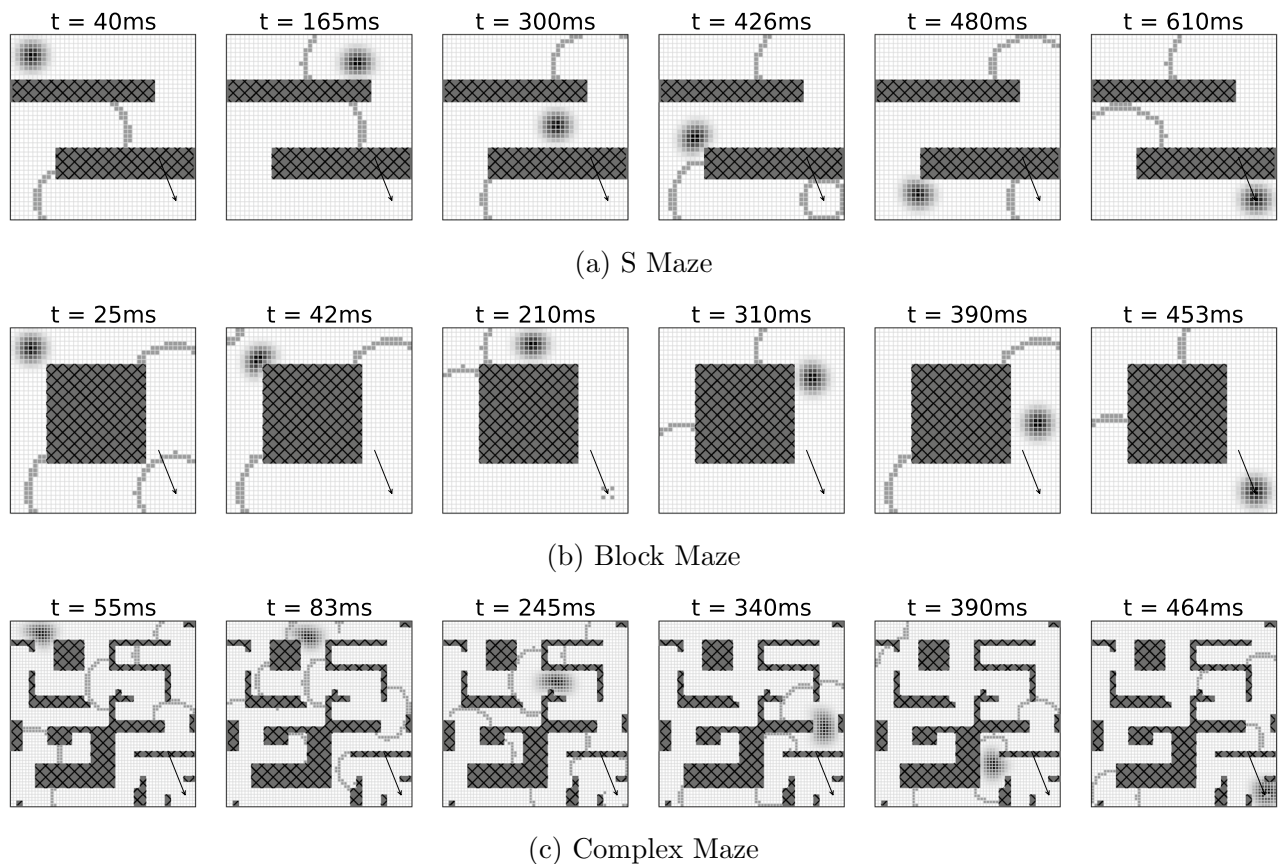 t = 40ms t = 165ms t = 300ms t = 426ms t = 480ms t = 610ms
(a) S Maze
t = 25ms t = 42ms t = 210ms t = 310ms t = 390ms t = 453ms
(b) Block Maze
t = 55ms t = 83ms t = 245ms t = 340ms t = 390ms t = 464ms
(c) Complex Maze